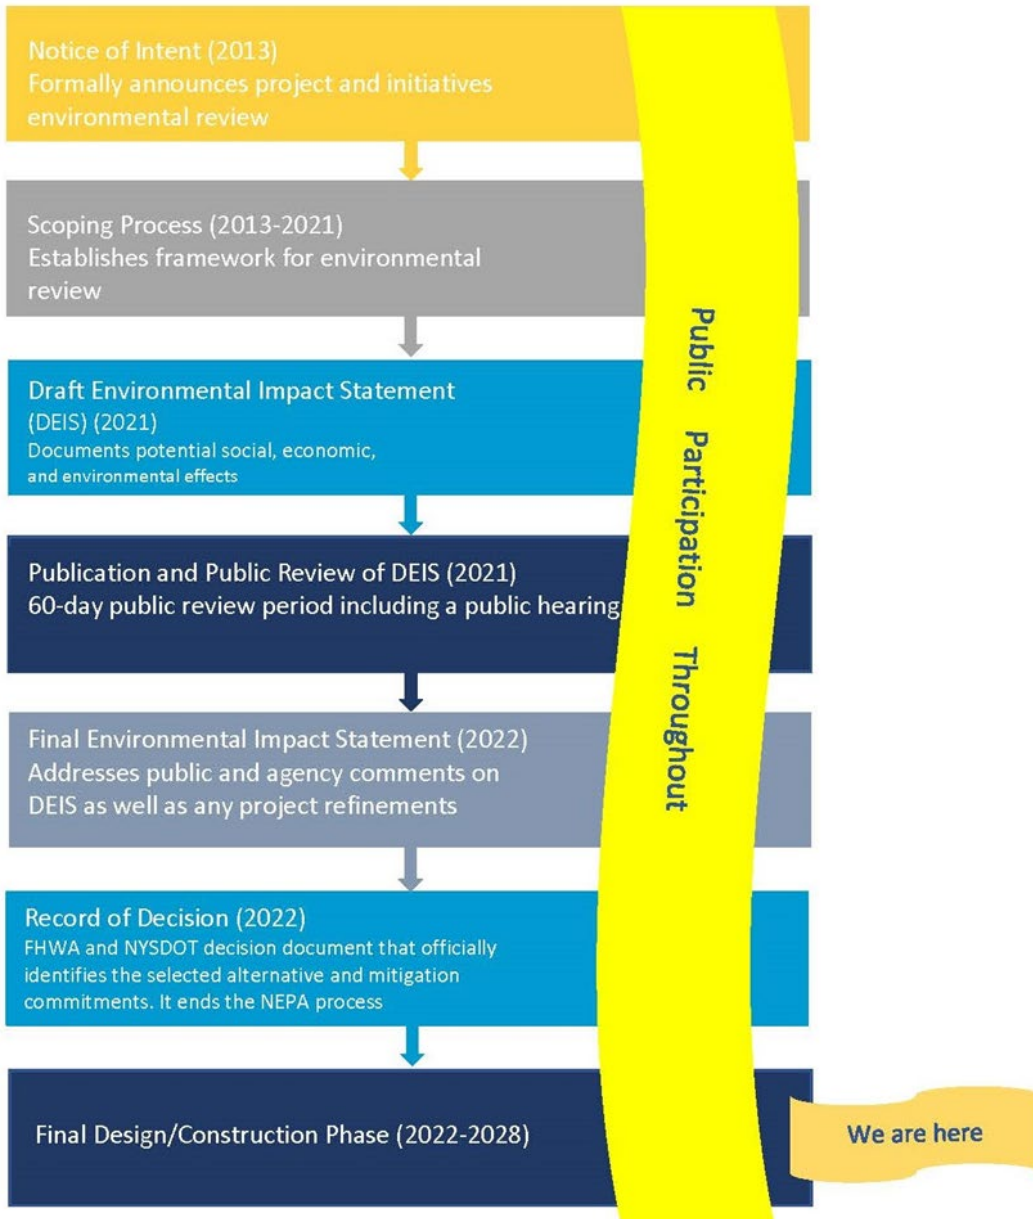 Notice of Intent (2013)
Formally announces project and initiatives
environmental review
Scoping Process (2013-2021)
Establishes framework for environmental
review
Draft Environmental Impact Statement
(DEIS) (2021)
Documents potential social, economic,
and environmental effects
Publication and Public Review of DEIS (2021)
60-day public review period including a public hearing
Final Environmental Impact Statement (2022)
Addresses public and agency comments on
DEIS as well as any project refinements
Record of Decision (2022)
FHWA and NYSDOT decision document that officially
identifies the selected alternative and mitigation
commitments. It ends the NEPA process
Final Design/Construction Phase (2022-2028)
Public Participation Throughout
We are here